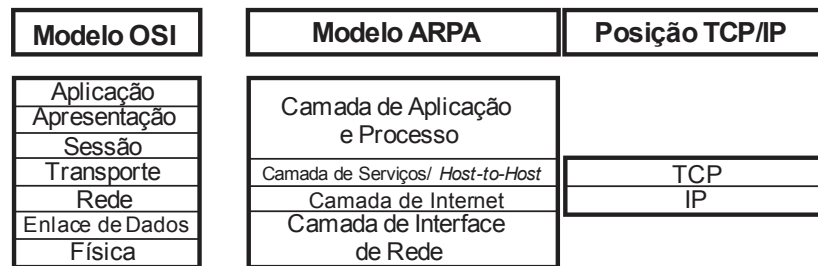 Modelo OSI
Modelo ARPA
Posição TCP/IP
Aplicação
Apresentação
Sessão
Transporte
Rede
Enlace de Dados
Física
Camada de Aplicação
e Processo
Camada de Serviços/ Host-to-Host
Camada de Internet
Camada de Interface
de Rede
TCP
IP